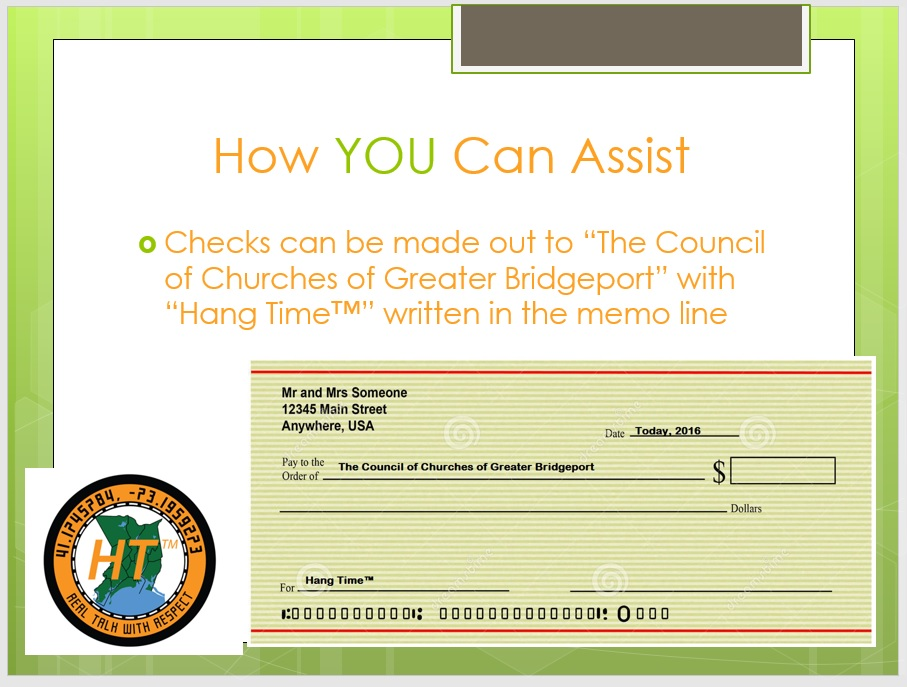 How YOU Can Assist
Checks can be made out to “The Council
of Churches of Greater Bridgeport” with
“Hang Time™” written in the memo line
Mr and Mrs Someone
12345 Main Street
Anywhere, USA
Date Today, 2016
Pay to the
Order of The Council of Churches of Greater Bridgeport $
Dollars
For Hang Time™
41.1245784, -73.1959273
HT™
REAL TALK WITH RESPECT